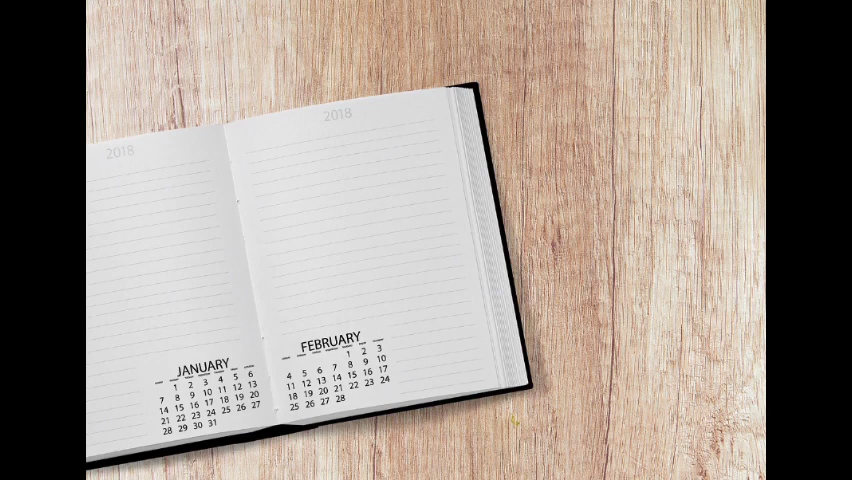 2018
JANUARY
1 2 3 4 5 6
7 8 9 10 11 12 13
14 15 16 17 18 19 20
21 22 23 24 25 26 27
28 29 30 31
2018
FEBRUARY
1 2 3
4 5 6 7 8 9 10
11 12 13 14 15 16 17
18 19 20 21 22 23 24
25 26 27 28